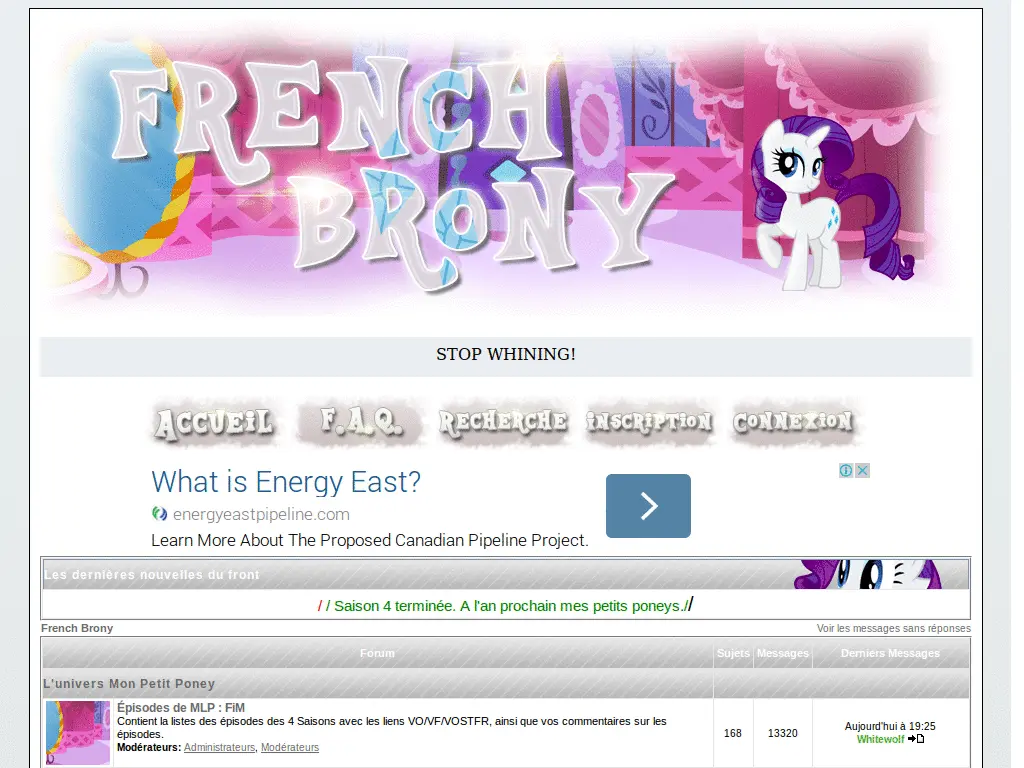 FRENCH
BRONY
STOP WHINING!
ACCUEIL F.A.Q. RECHERCHE INSCRIPTION CONNEXION
What is Energy East?
energyeastpipeline.com
Learn More About The Proposed Canadian Pipeline Project.
Les dernières nouvelles du front
/ / Saison 4 terminée. A l'an prochain mes petits poneys.//
French Brony Voir les messages sans réponses
Forum Sujets Messages Derniers Messages
L'univers Mon Petit Poney
Épisodes de MLP : FiM
Contient la listes des épisodes des 4 Saisons avec les liens VO/VF/VOSTFR, ainsi que vos commentaires sur les
épisodes.
Modérateurs: Administrateurs, Modérateurs
168 13320
Aujourd'hui à 19:25
Whitewolf